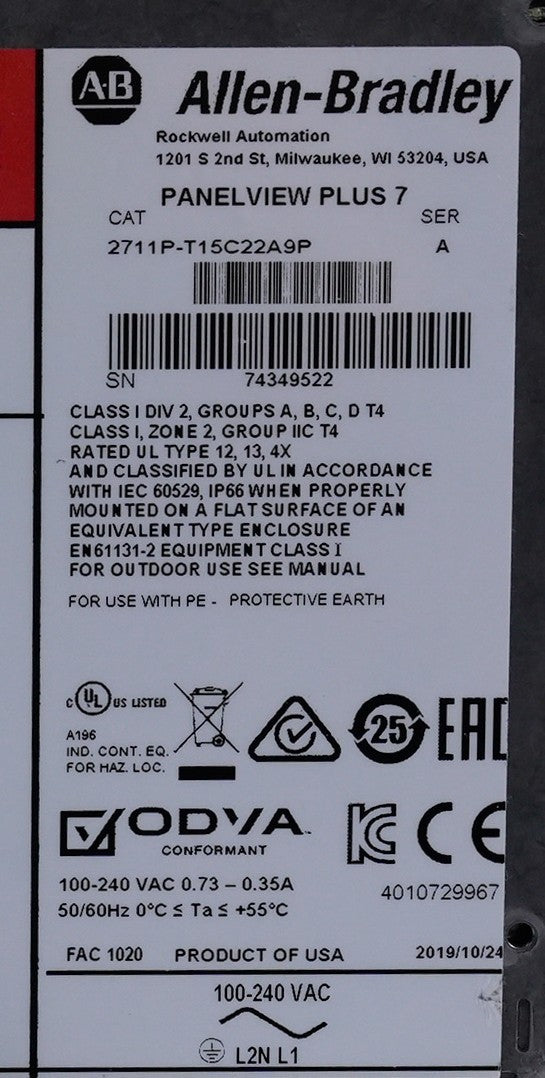 AB Allen-Bradley
Rockwell Automation
1201 S 2nd St, Milwaukee, WI 53204, USA
PANELVIEW PLUS 7
CAT SER
2711P-T15C22A9P A
SN 74349522
CLASS I DIV 2, GROUPS A, B, C, D T4
CLASS I, ZONE 2, GROUP IIC T4
RATED UL TYPE 12, 13, 4X
AND CLASSIFIED BY UL IN ACCORDANCE
WITH IEC 60529, IP66 WHEN PROPERLY
MOUNTED ON A FLAT SURFACE OF AN
EQUIVALENT TYPE ENCLOSURE
EN61131-2 EQUIPMENT CLASS I
FOR OUTDOOR USE SEE MANUAL
FOR USE WITH PE - PROTECTIVE EARTH
c UL US LISTED 25 EAC
A196
IND. CONT. EQ.
FOR HAZ. LOC.
ODVA™ KC CE
CONFORMANT
100-240 VAC 0.73 – 0.35A
4010729967
50/60Hz 0°C ≤ Ta ≤ +55°C
FAC 1020 PRODUCT OF USA 2019/10/24
100-240 VAC
L2N L1